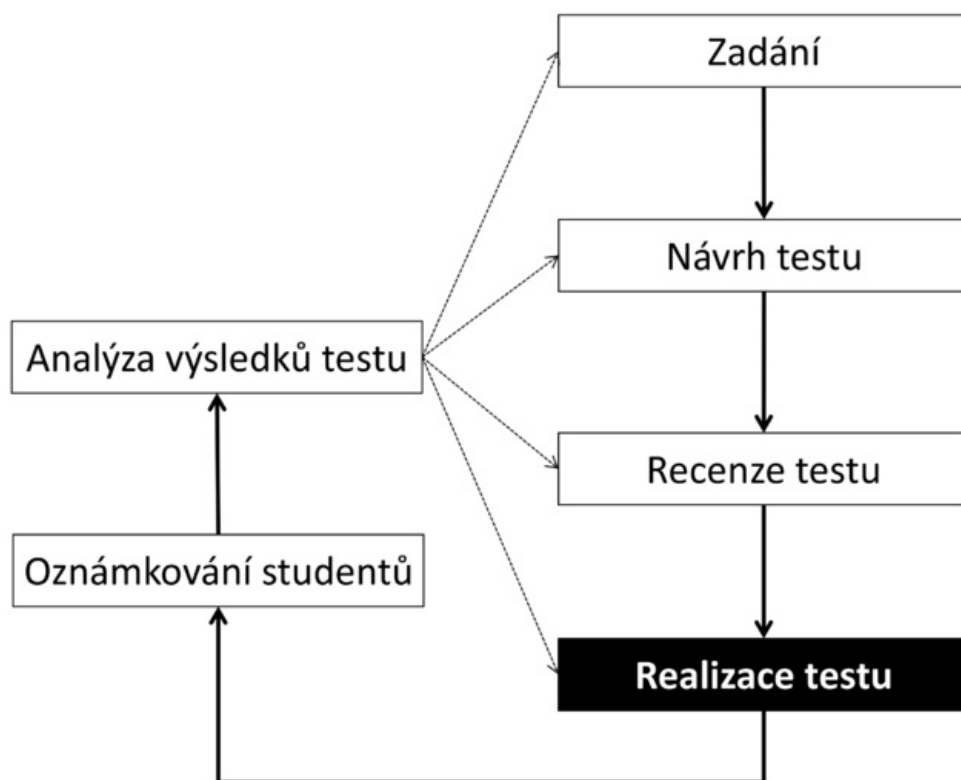 Zadání
Návrh testu
Analýza výsledků testu
Recenze testu
Oznámkování studentů
Realizace testu